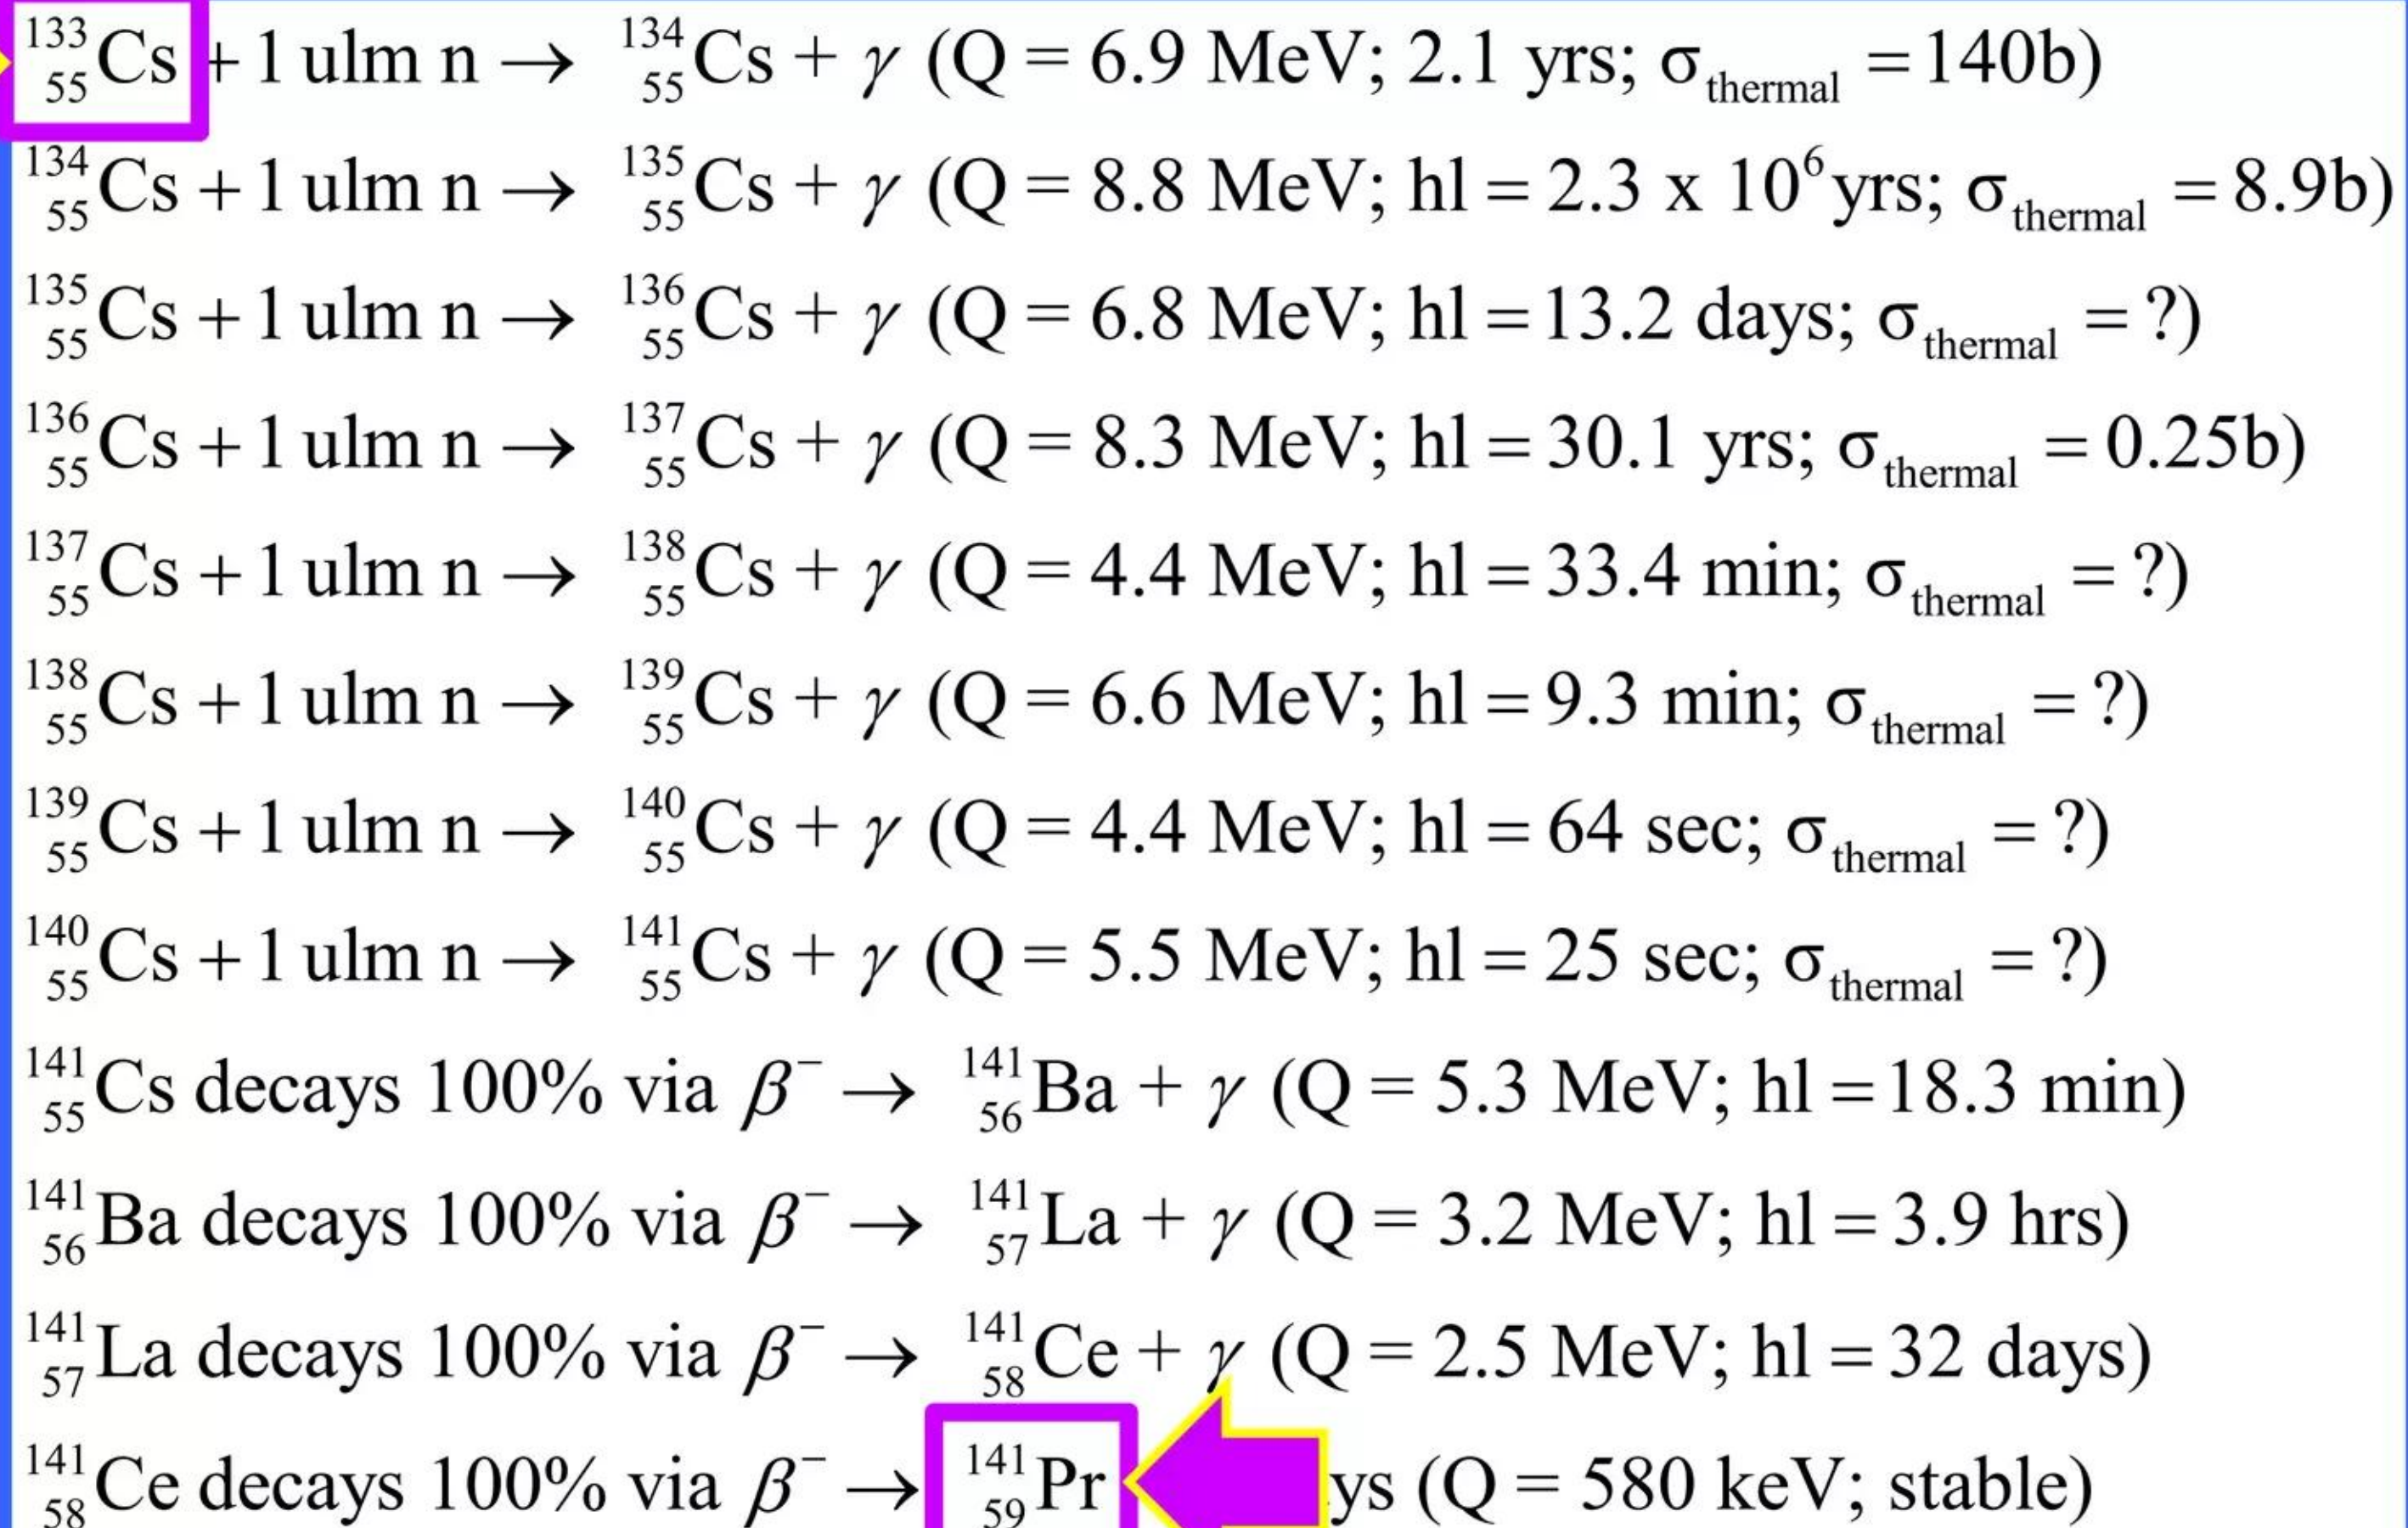 ¹³³₅₅Cs + 1 ulm n → ¹³⁴₅₅Cs + γ (Q = 6.9 MeV; 2.1 yrs; σ_thermal = 140b)
¹³⁴₅₅Cs + 1 ulm n → ¹³⁵₅₅Cs + γ (Q = 8.8 MeV; hl = 2.3 x 10⁶ yrs; σ_thermal = 8.9b)
¹³⁵₅₅Cs + 1 ulm n → ¹³⁶₅₅Cs + γ (Q = 6.8 MeV; hl = 13.2 days; σ_thermal = ?)
¹³⁶₅₅Cs + 1 ulm n → ¹³⁷₅₅Cs + γ (Q = 8.3 MeV; hl = 30.1 yrs; σ_thermal = 0.25b)
¹³⁷₅₅Cs + 1 ulm n → ¹³⁸₅₅Cs + γ (Q = 4.4 MeV; hl = 33.4 min; σ_thermal = ?)
¹³⁸₅₅Cs + 1 ulm n → ¹³⁹₅₅Cs + γ (Q = 6.6 MeV; hl = 9.3 min; σ_thermal = ?)
¹³⁹₅₅Cs + 1 ulm n → ¹⁴⁰₅₅Cs + γ (Q = 4.4 MeV; hl = 64 sec; σ_thermal = ?)
¹⁴⁰₅₅Cs + 1 ulm n → ¹⁴¹₅₅Cs + γ (Q = 5.5 MeV; hl = 25 sec; σ_thermal = ?)
¹⁴¹₅₅Cs decays 100% via β⁻ → ¹⁴¹₅₆Ba + γ (Q = 5.3 MeV; hl = 18.3 min)
¹⁴¹₅₆Ba decays 100% via β⁻ → ¹⁴¹₅₇La + γ (Q = 3.2 MeV; hl = 3.9 hrs)
¹⁴¹₅₇La decays 100% via β⁻ → ¹⁴¹₅₈Ce + γ (Q = 2.5 MeV; hl = 32 days)
¹⁴¹₅₈Ce decays 100% via β⁻ → ¹⁴¹₅₉Pr ys (Q = 580 keV; stable)